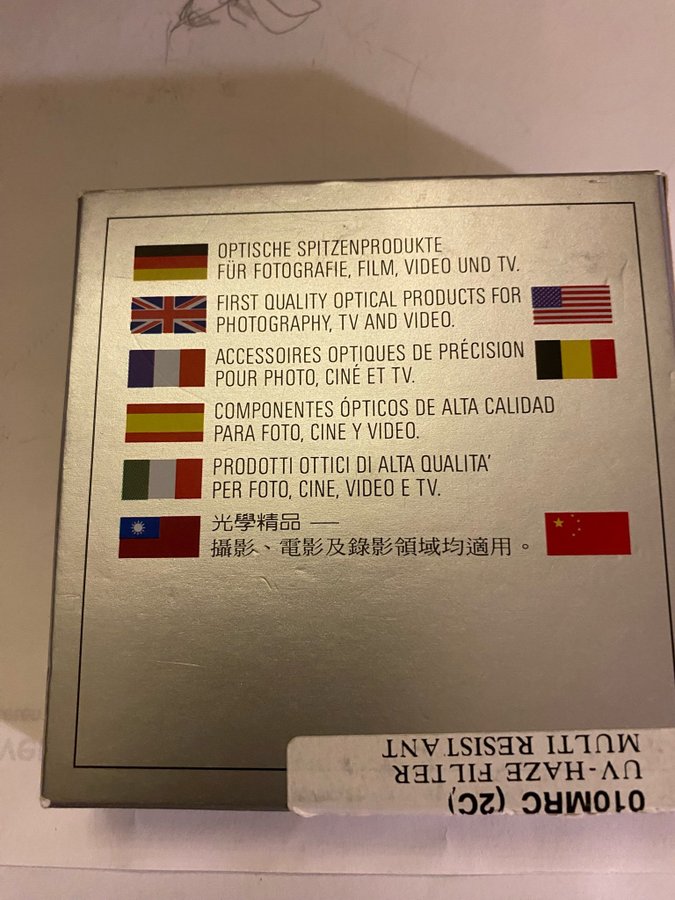 OPTISCHE SPITZENPRODUKTE
FÜR FOTOGRAFIE, FILM, VIDEO UND TV.
FIRST QUALITY OPTICAL PRODUCTS FOR
PHOTOGRAPHY, TV AND VIDEO.
ACCESSOIRES OPTIQUES DE PRÉCISION
POUR PHOTO, CINÉ ET TV.
COMPONENTES ÓPTICOS DE ALTA CALIDAD
PARA FOTO, CINE Y VIDEO.
PRODOTTI OTTICI DI ALTA QUALITA'
PER FOTO, CINE, VIDEO E TV.
光學精品 —
攝影、電影及錄影領域均適用。
010MRC (2C)
UV-HAZE FILTER
MULTI RESISTANT